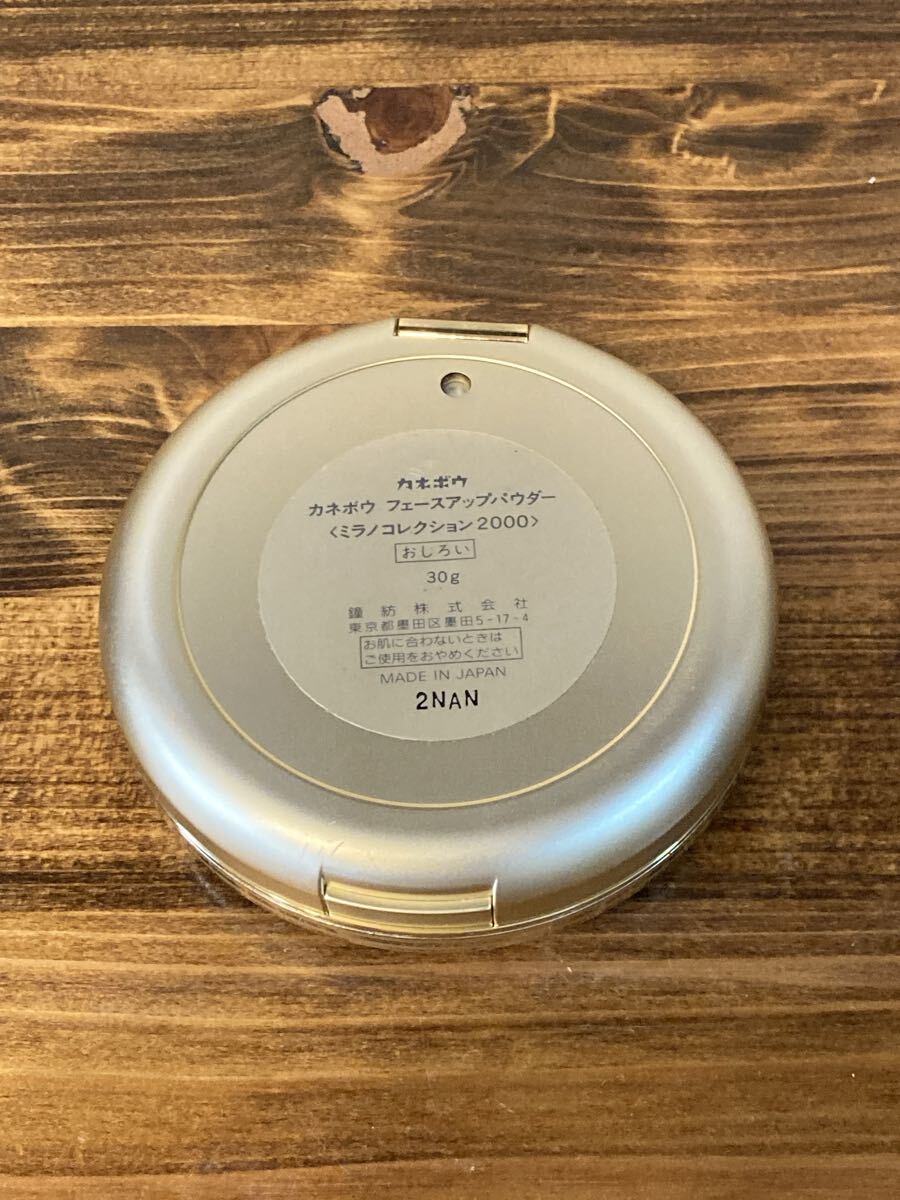 カネボウ
カネボウ フェースアップパウダー
〈ミラノコレクション2000〉
おしろい
30g
鐘紡株式会社
東京都墨田区墨田5-17-4
お肌に合わないときは
ご使用をおやめください
MADE IN JAPAN
2NAN